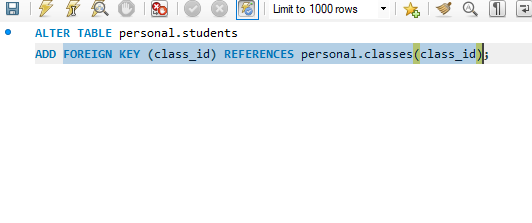 Limit to 1000 rows
ALTER TABLE personal.students
ADD FOREIGN KEY (class_id) REFERENCES personal.classes(class_id);